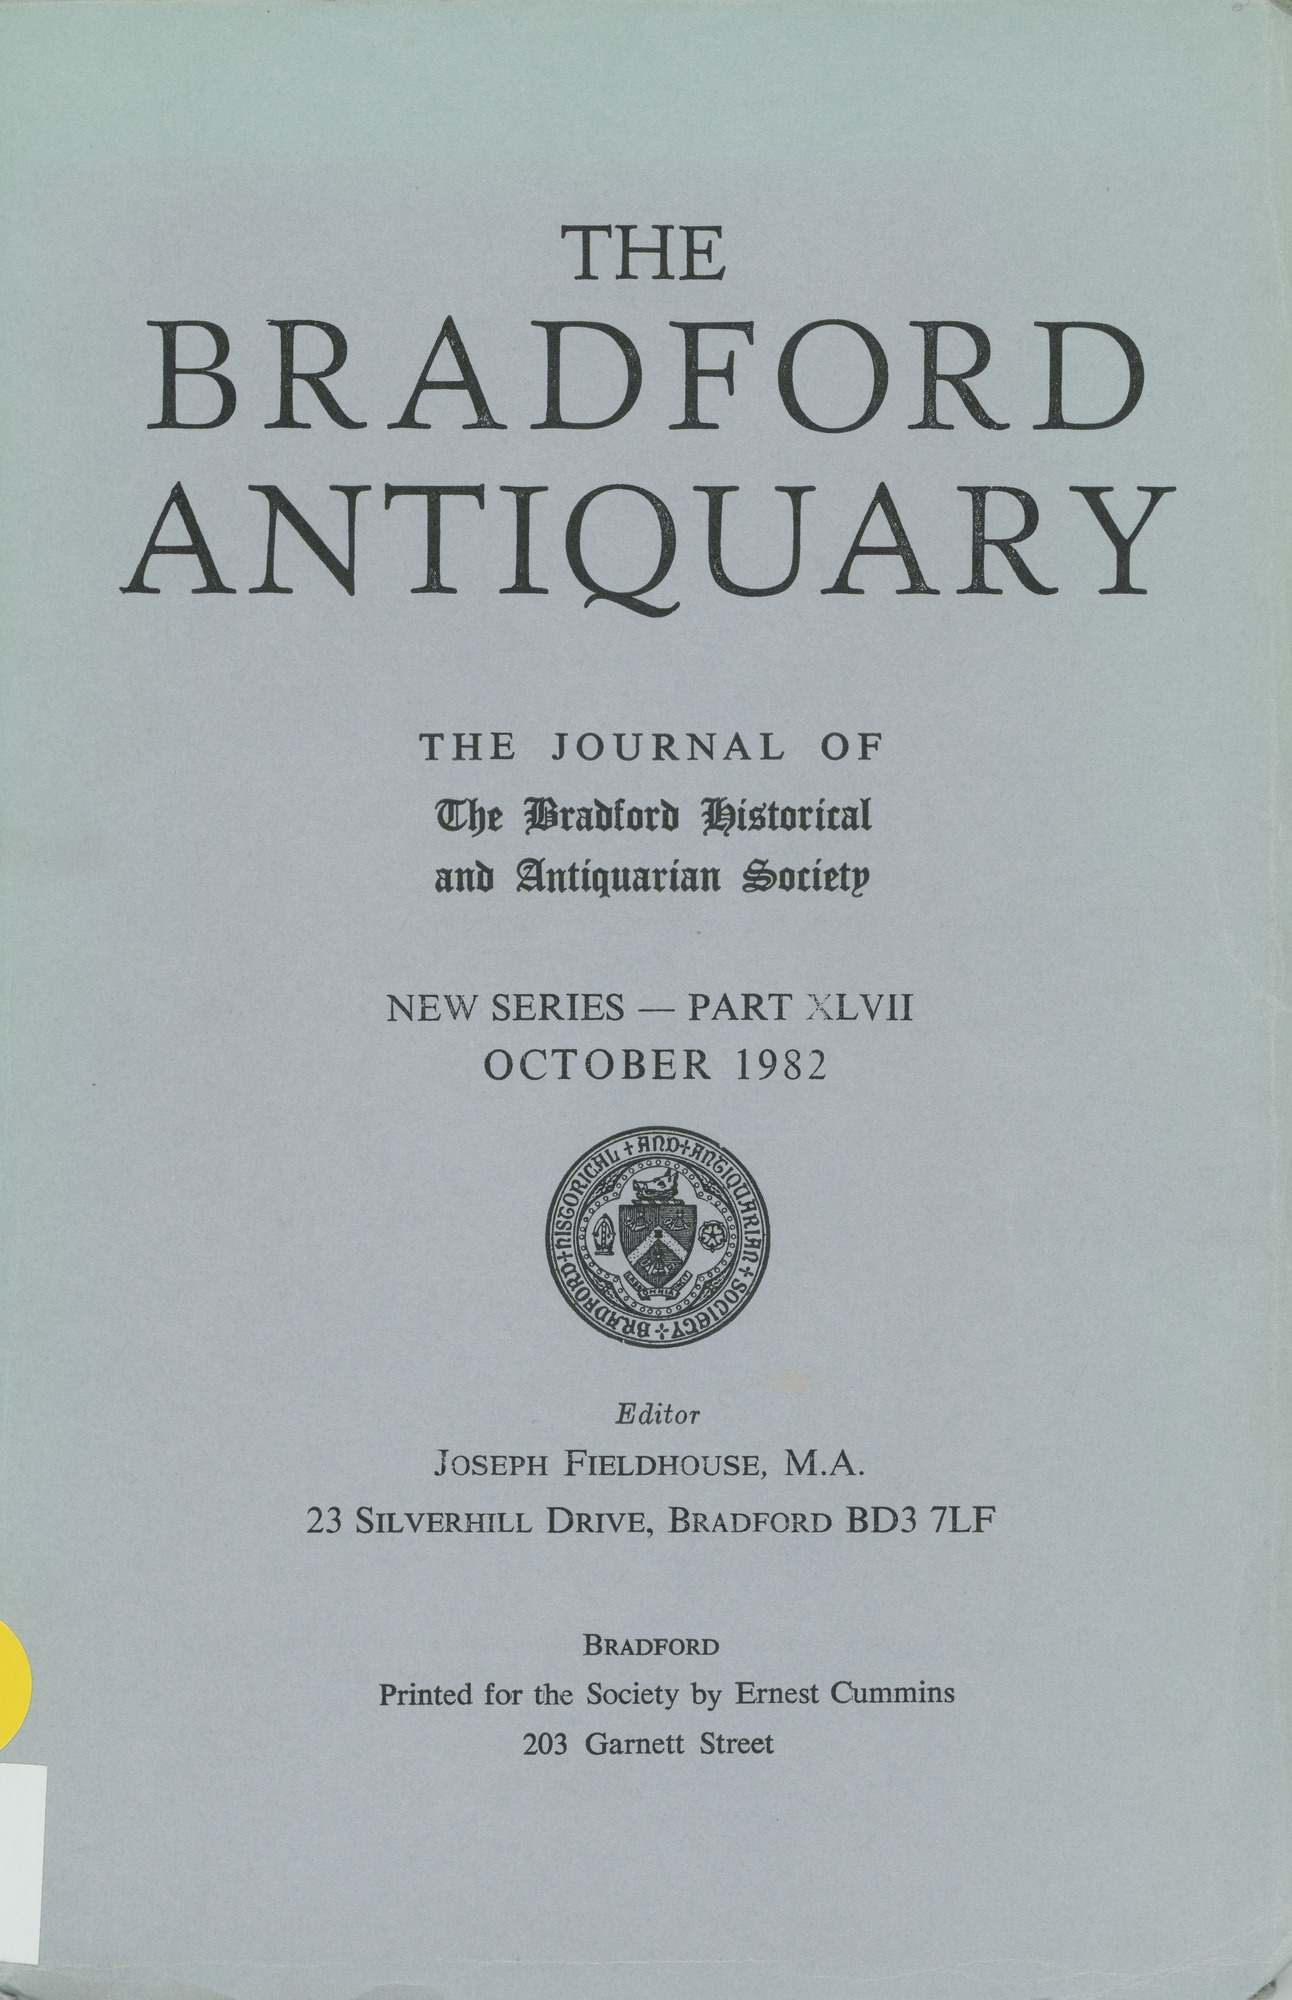 THE
BRADFORD
ANTIQUARY
THE JOURNAL OF
The Bradford Historical
and Antiquarian Society
NEW SERIES — PART XLVII
OCTOBER 1982
BRADFORD + HISTORICAL + AND + ANTIQUARIAN + SOCIETY +
Editor
JOSEPH FIELDHOUSE, M.A.
23 SILVERHILL DRIVE, BRADFORD BD3 7LF
BRADFORD
Printed for the Society by Ernest Cummins
203 Garnett Street